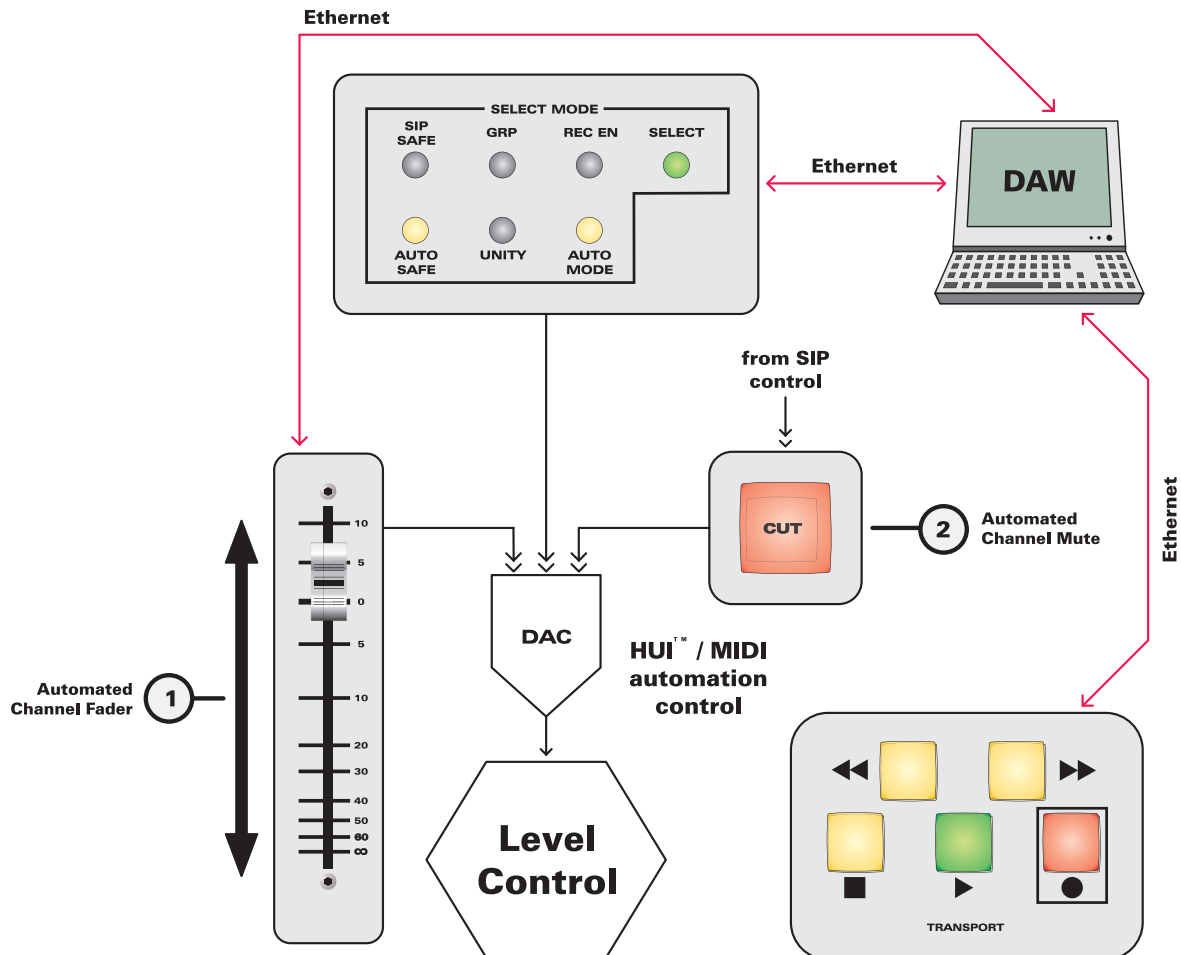 Ethernet
SELECT MODE
SIP
SAFE
GRP
REC EN
SELECT
AUTO
SAFE
UNITY
AUTO
MODE
Ethernet
DAW
from SIP
control
CUT
2
Automated
Channel Mute
Ethernet
10
5
0
5
10
20
30
40
50
60
∞
Automated
Channel Fader
1
DAC
HUI™ / MIDI
automation
control
Level
Control
TRANSPORT